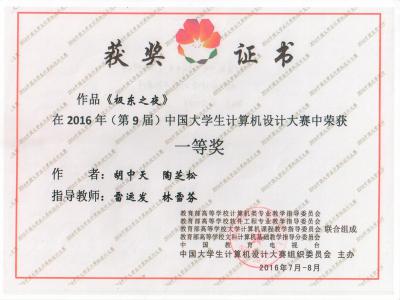 获奖证书
作品《极东之夜》
在2016年(第9届)中国大学生计算机设计大赛中荣获
一等奖
作 者:胡中天 陶芝松
指导教师:雷运发 林雪芬
教育部高等学校计算机类专业教学指导委员会
教育部高等学校软件工程专业教学指导委员会
教育部高等学校大学计算机课程教学指导委员会 联合组成
教育部高等学校文科计算机基础教学指导分委员会
中国教育电视台
中国大学生计算机设计大赛组织委员会 主办
2016年7月-8月